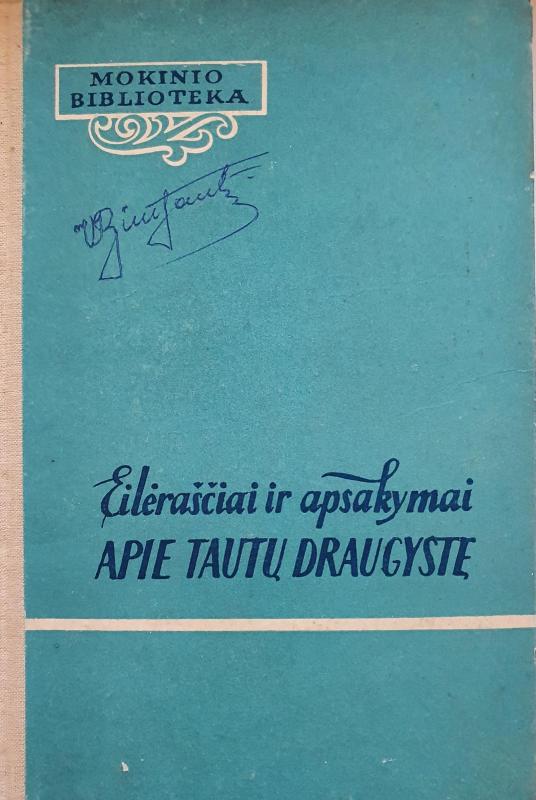 MOKINIO
BIBLIOTEKA
Eilėraščiai ir apsakymai
APIE TAUTŲ DRAUGYSTĘ